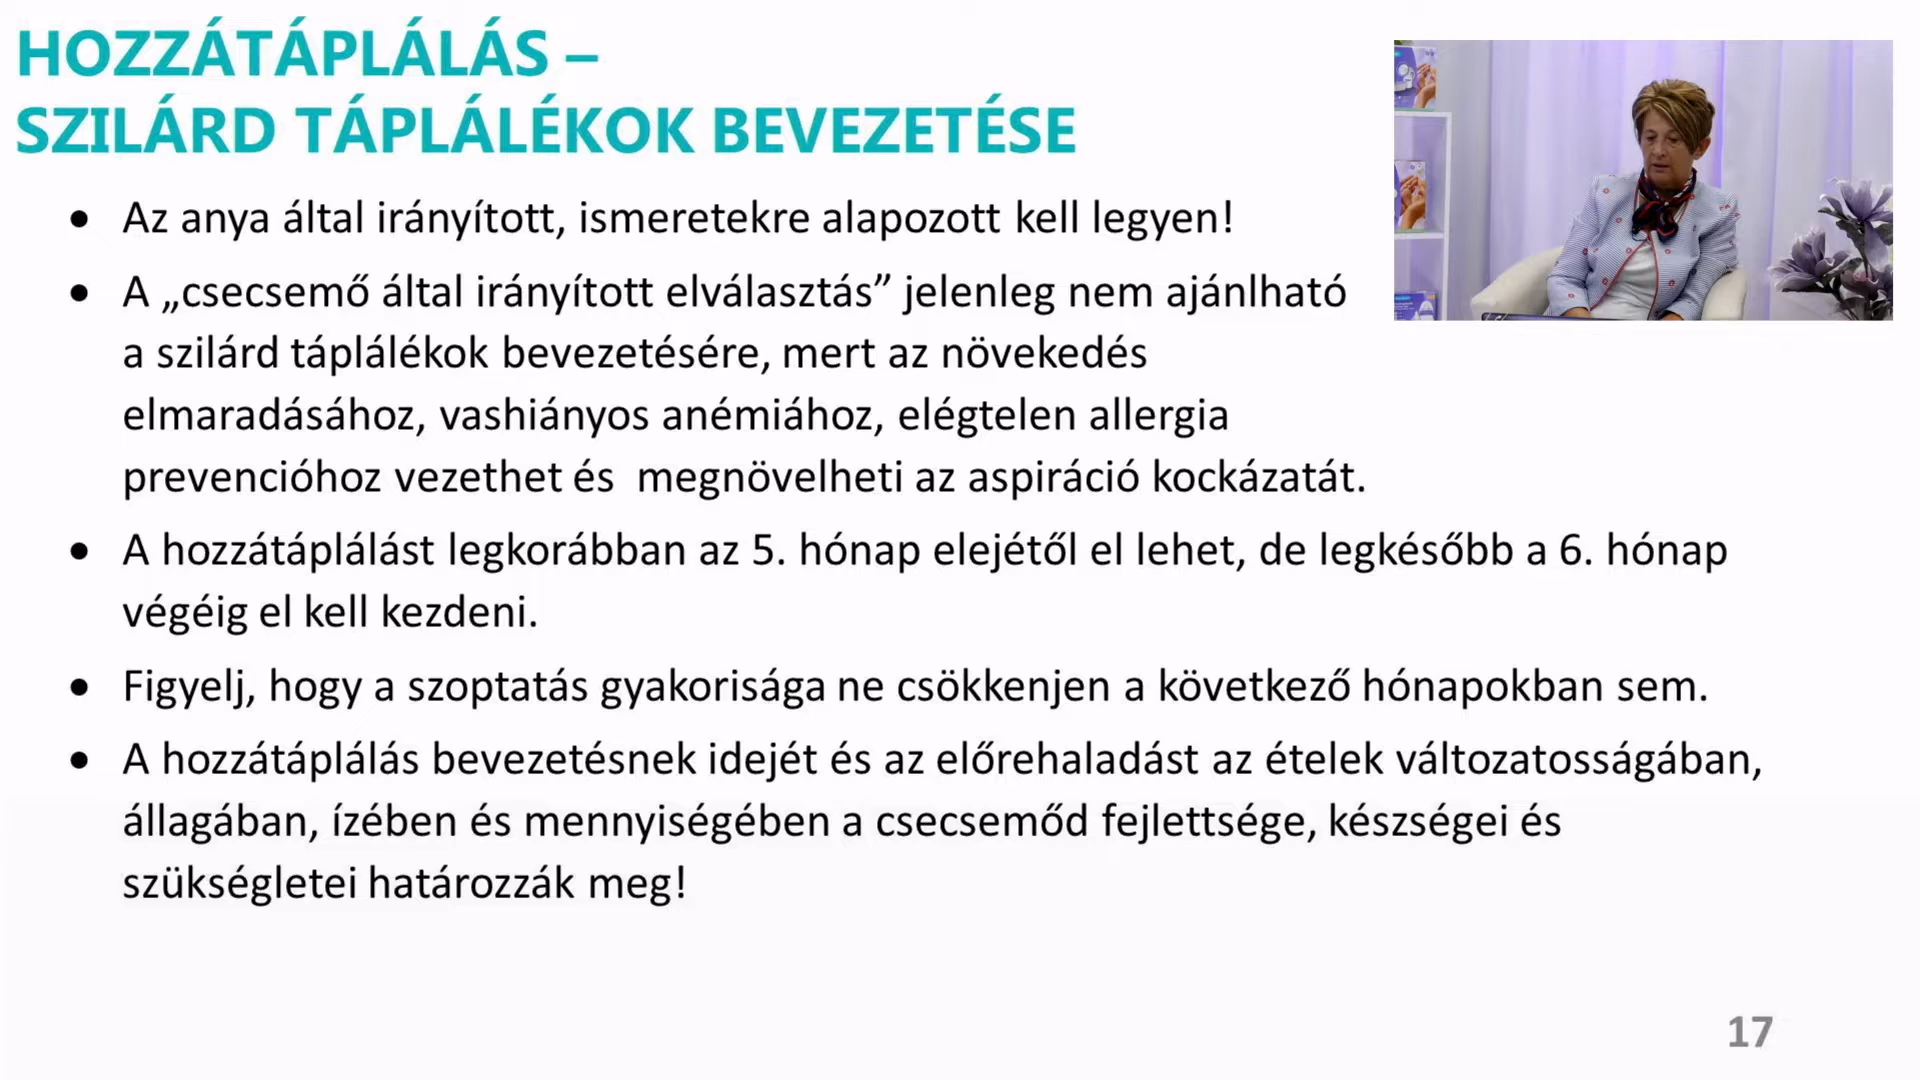 HOZZÁTÁPLÁLÁS –
SZILÁRD TÁPLÁLÉKOK BEVEZETÉSE
• Az anya által irányított, ismeretekre alapozott kell legyen!
• A „csecsemő által irányított elválasztás” jelenleg nem ajánlható
a szilárd táplálékok bevezetésére, mert az növekedés
elmaradásához, vashiányos anémiához, elégtelen allergia
prevencióhoz vezethet és  megnövelheti az aspiráció kockázatát.
• A hozzátáplálást legkorábban az 5. hónap elejétől el lehet, de legkésőbb a 6. hónap
végéig el kell kezdeni.
• Figyelj, hogy a szoptatás gyakorisága ne csökkenjen a következő hónapokban sem.
• A hozzátáplálás bevezetésnek idejét és az előrehaladást az ételek változatosságában,
állagában, ízében és mennyiségében a csecsemőd fejlettsége, készségei és
szükségletei határozzák meg!
17